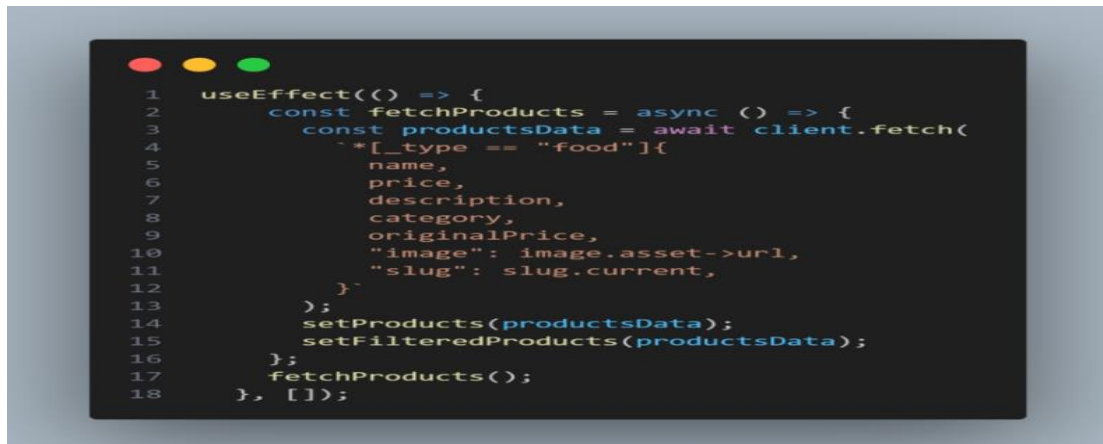 1 useEffect(() => {
2 const fetchProducts = async () => {
3 const productsData = await client.fetch(
4 `*[_type == "food"]{
5 name,
6 price,
7 description,
8 category,
9 originalPrice,
10 "image": image.asset->url,
11 "slug": slug.current,
12 }`
13 );
14 setProducts(productsData);
15 setFilteredProducts(productsData);
16 };
17 fetchProducts();
18 }, []);